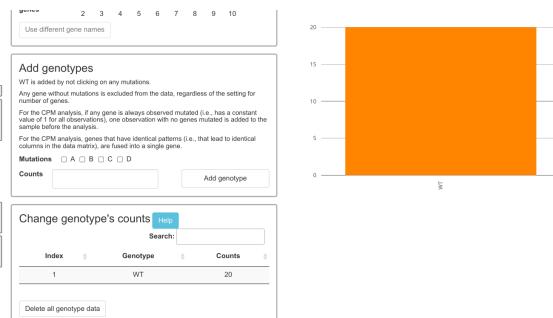 genes
2 3 4 5 6 7 8 9 10
Use different gene names
Add genotypes
WT is added by not clicking on any mutations.
Any gene without mutations is excluded from the data, regardless of the setting for
number of genes.
For the CPM analysis, if any gene is always observed mutated (i.e., has a constant
value of 1 for all observations), one observation with no genes mutated is added to the
sample before the analysis.
For the CPM analysis, genes that have identical patterns (i.e., that lead to identical
columns in the data matrix), are fused into a single gene.
Mutations A B C D
Counts
Add genotype
Change genotype's counts Help
Search:
Index Genotype Counts
1 WT 20
Delete all genotype data
20
15
10
5
0
WT